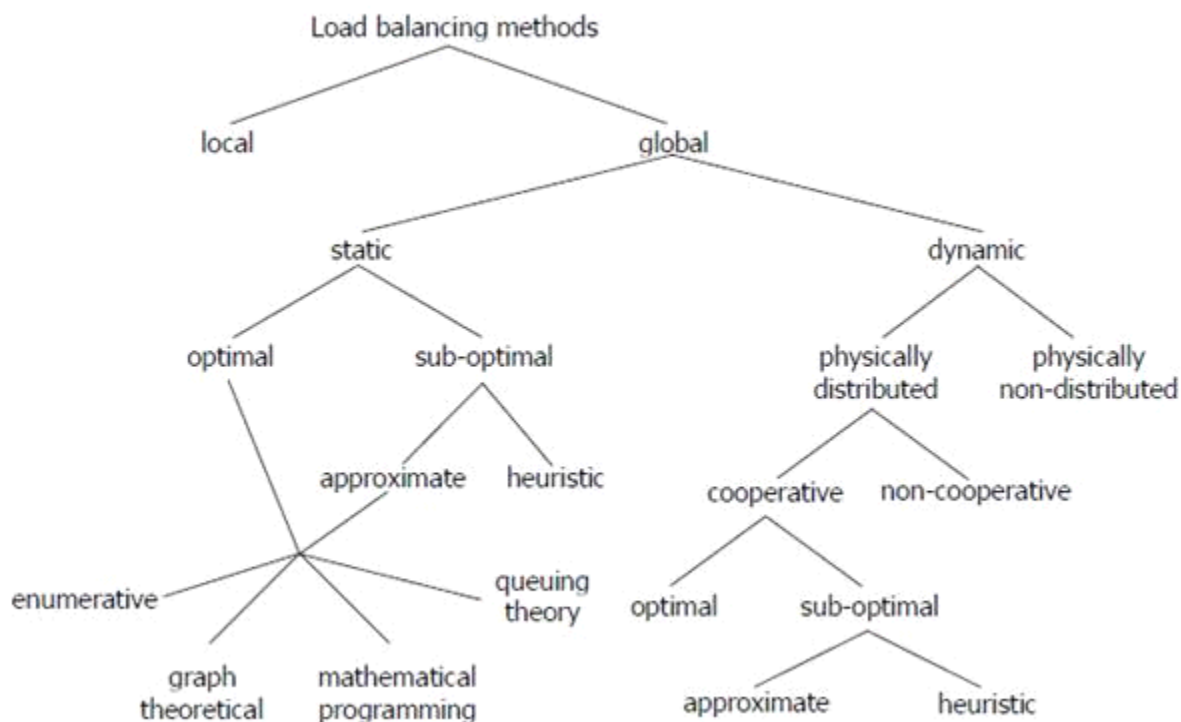 Load balancing methods
local
global
static
dynamic
optimal
sub-optimal
physically
distributed
physically
non-distributed
approximate
heuristic
cooperative
non-cooperative
enumerative
queuing
theory
optimal
sub-optimal
graph
theoretical
mathematical
programming
approximate
heuristic